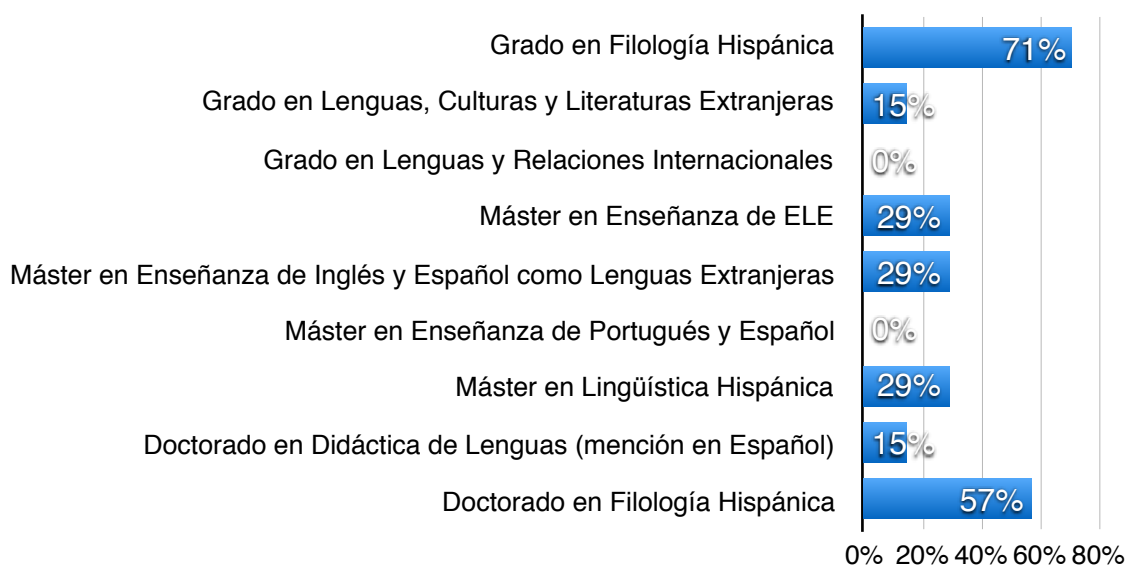 Grado en Filología Hispánica 71%
Grado en Lenguas, Culturas y Literaturas Extranjeras 15%
Grado en Lenguas y Relaciones Internacionales 0%
Máster en Enseñanza de ELE 29%
Máster en Enseñanza de Inglés y Español como Lenguas Extranjeras 29%
Máster en Enseñanza de Portugués y Español 0%
Máster en Lingüística Hispánica 29%
Doctorado en Didáctica de Lenguas (mención en Español) 15%
Doctorado en Filología Hispánica 57%
0% 20% 40% 60% 80%